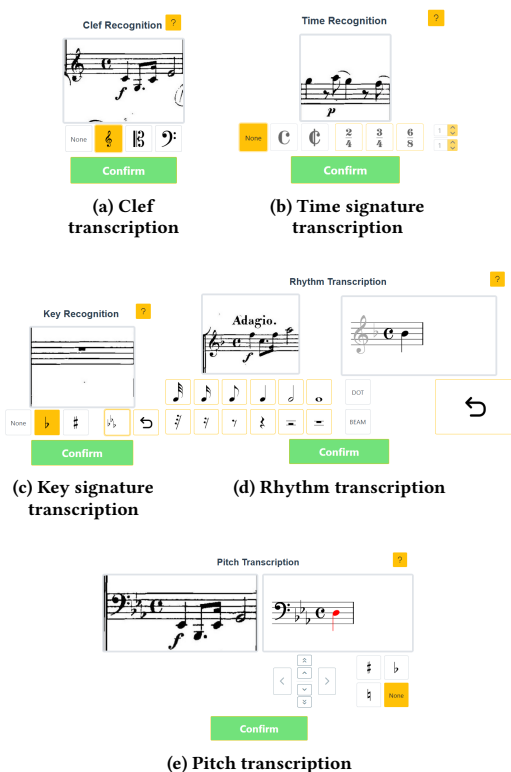 Clef Recognition ?
f
None
Confirm
(a) Clef
transcription
Time Recognition ?
p
None 2/4 3/4 6/8 1
1
Confirm
(b) Time signature
transcription
Key Recognition ?
None
Confirm
(c) Key signature
transcription
Rhythm Transcription ?
Adagio.
f
DOT
BEAM
Confirm
(d) Rhythm transcription
Pitch Transcription ?
f
None
Confirm
(e) Pitch transcription